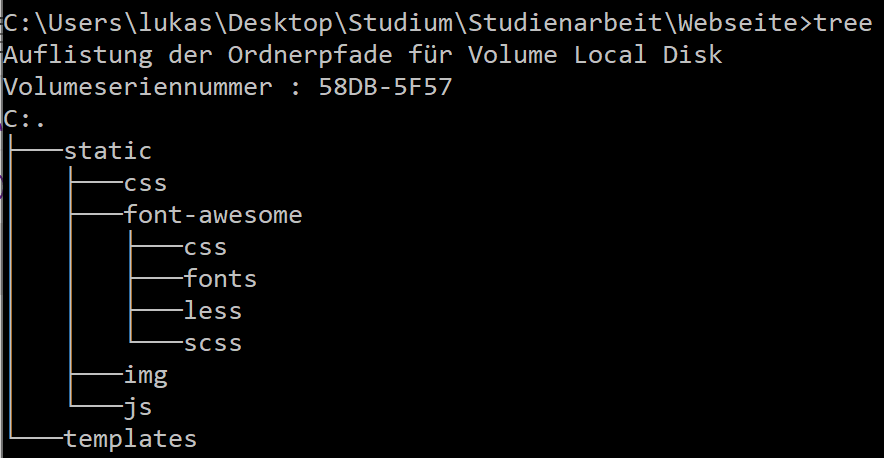 C:\Users\lukas\Desktop\Studium\Studienarbeit\Webseite>tree
Auflistung der Ordnerpfade für Volume Local Disk
Volumeseriennummer : 58DB-5F57
C:.
├───static
│   ├───css
│   ├───font-awesome
│   │   ├───css
│   │   ├───fonts
│   │   ├───less
│   │   └───scss
│   ├───img
│   └───js
└───templates